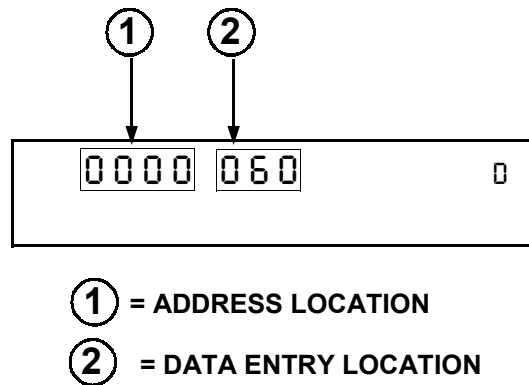 1 2
0000 060 0
1 = ADDRESS LOCATION
2 = DATA ENTRY LOCATION